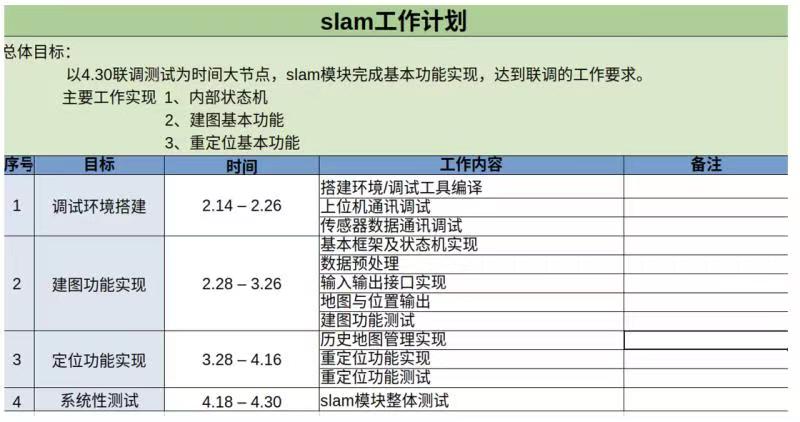 slam工作计划
总体目标：
以4.30联调测试为时间大节点，slam模块完成基本功能实现，达到联调的工作要求。
主要工作实现 1、内部状态机
2、建图基本功能
3、重定位基本功能
序号 目标 时间 工作内容 备注
1 调试环境搭建 2.14 – 2.26 搭建环境/调试工具编译
上位机通讯调试
传感器数据通讯调试
2 建图功能实现 2.28 – 3.26 基本框架及状态机实现
数据预处理
输入输出接口实现
地图与位置输出
建图功能测试
3 定位功能实现 3.28 – 4.16 历史地图管理实现
重定位功能实现
重定位功能测试
4 系统性测试 4.18 – 4.30 slam模块整体测试